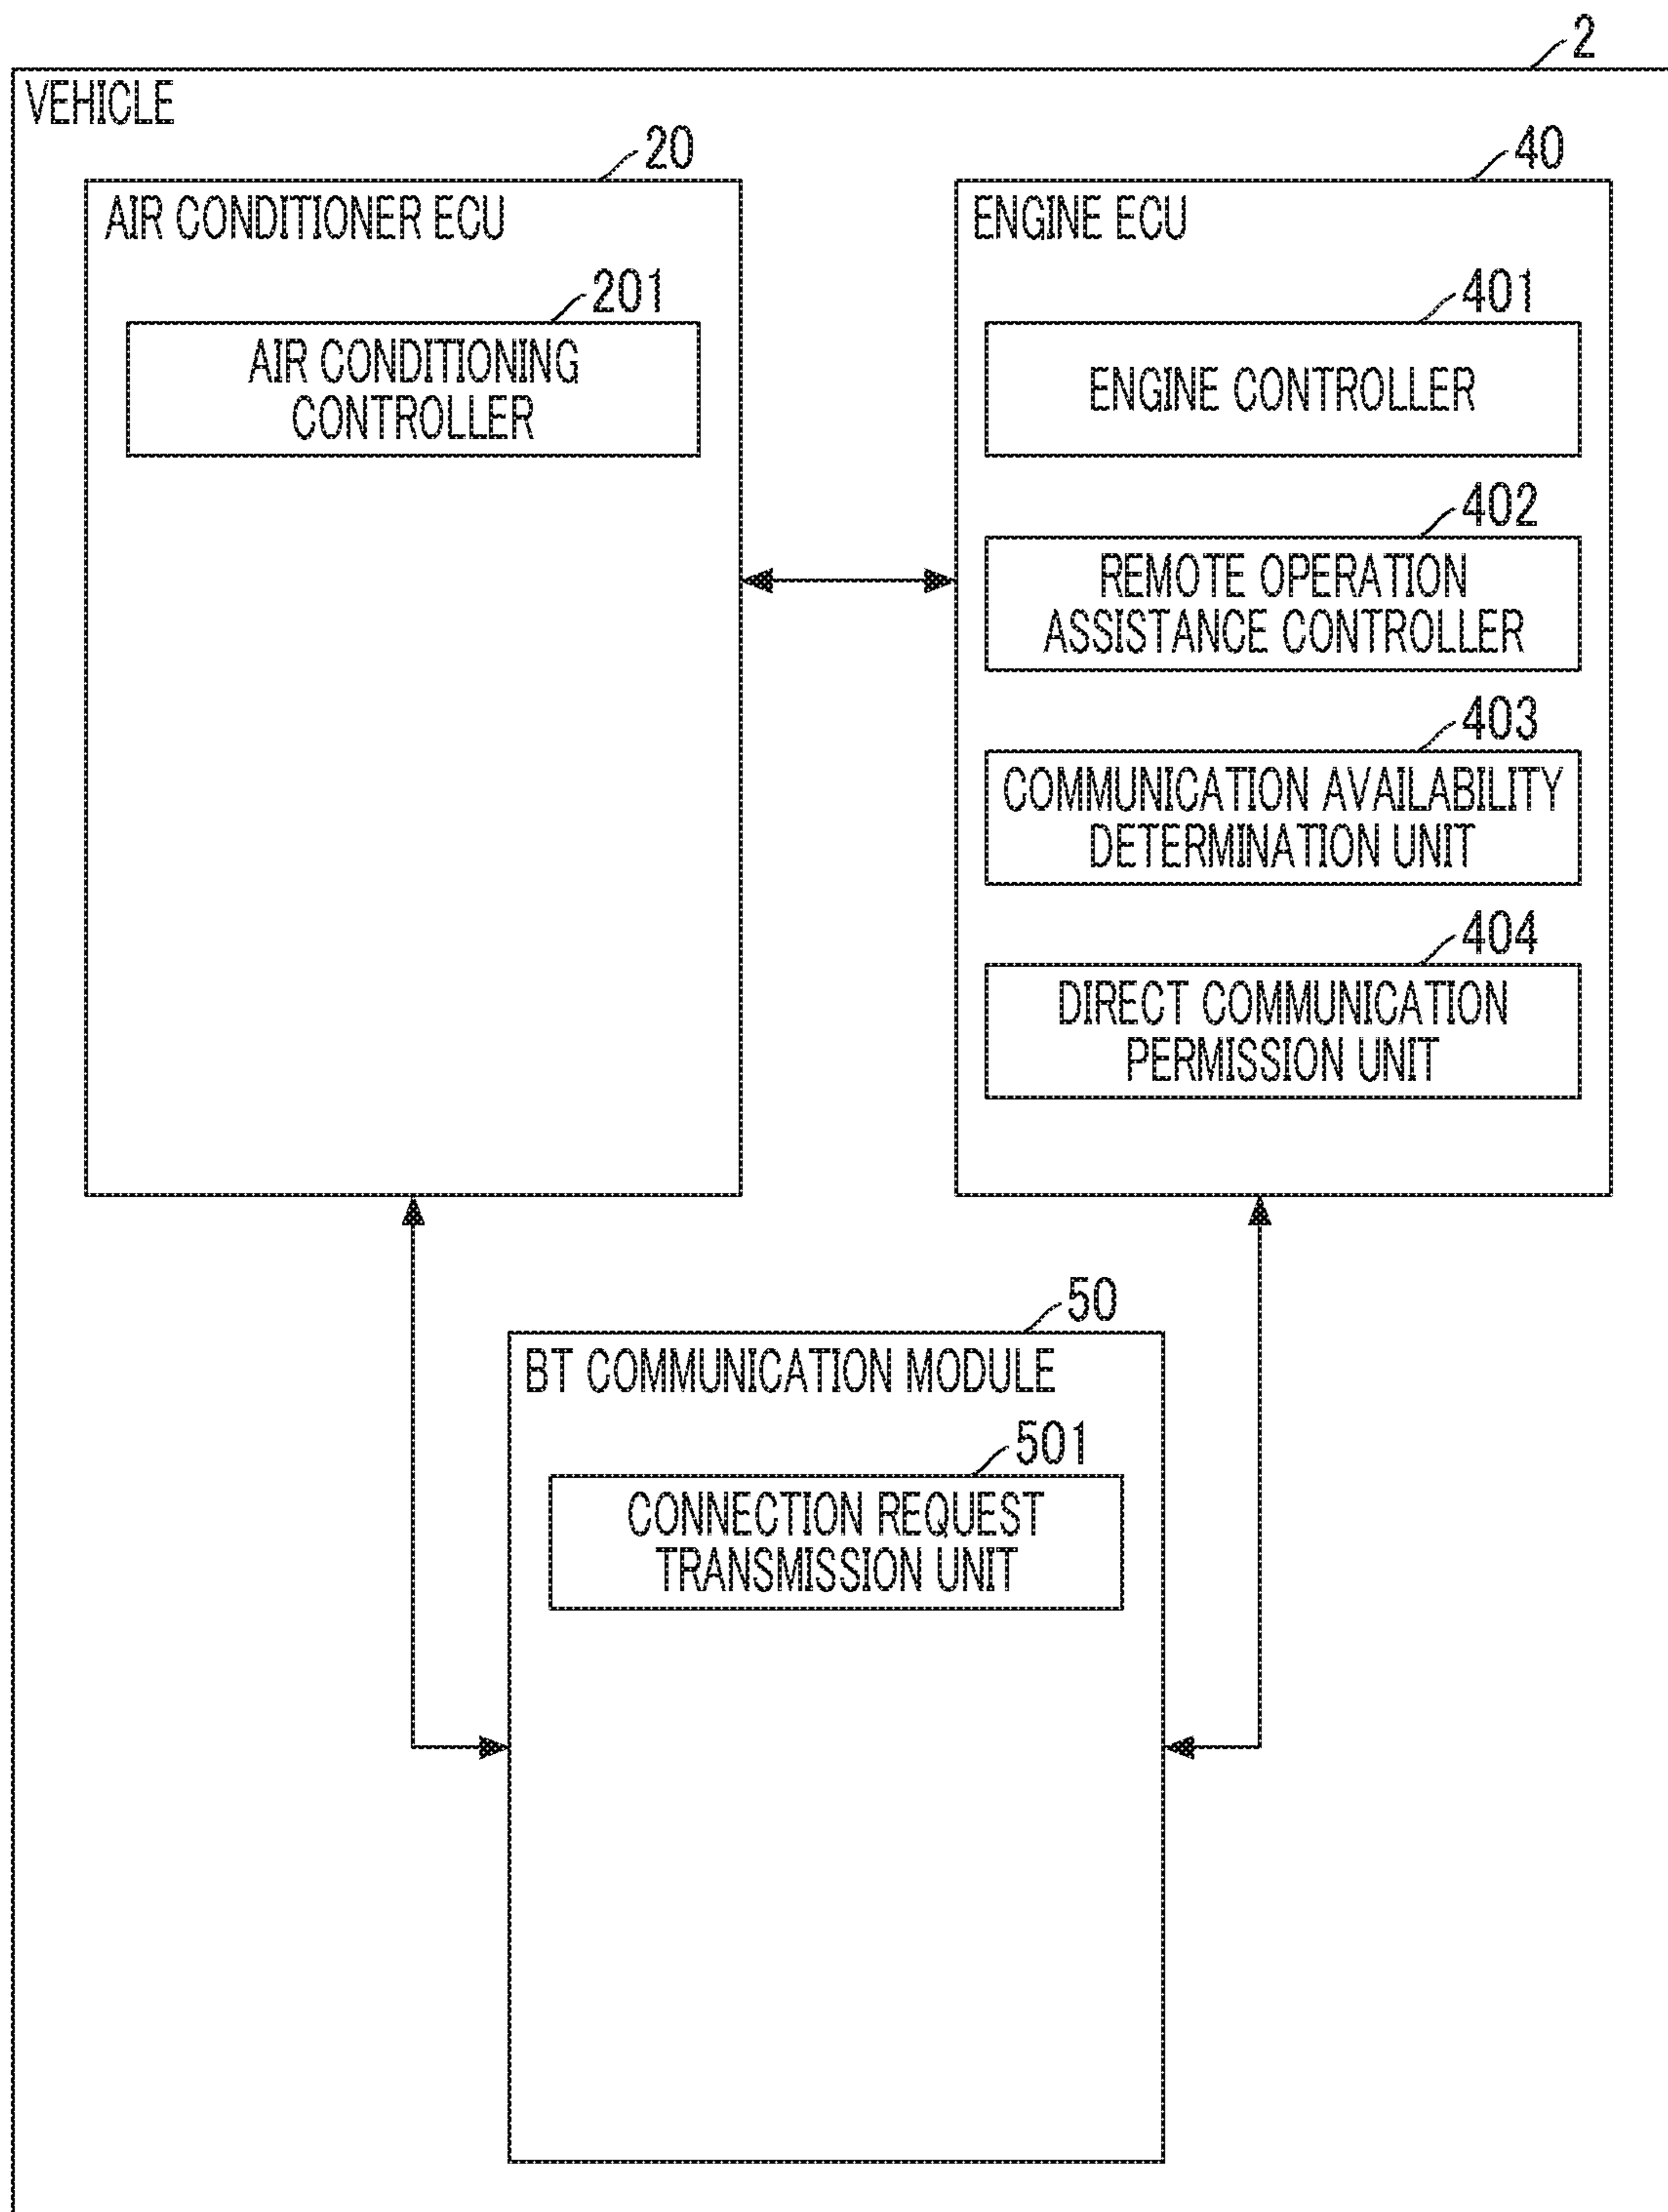 2
VEHICLE
20
AIR CONDITIONER ECU
201
AIR CONDITIONING
CONTROLLER
40
ENGINE ECU
401
ENGINE CONTROLLER
402
REMOTE OPERATION
ASSISTANCE CONTROLLER
403
COMMUNICATION AVAILABILITY
DETERMINATION UNIT
404
DIRECT COMMUNICATION
PERMISSION UNIT
50
BT COMMUNICATION MODULE
501
CONNECTION REQUEST
TRANSMISSION UNIT